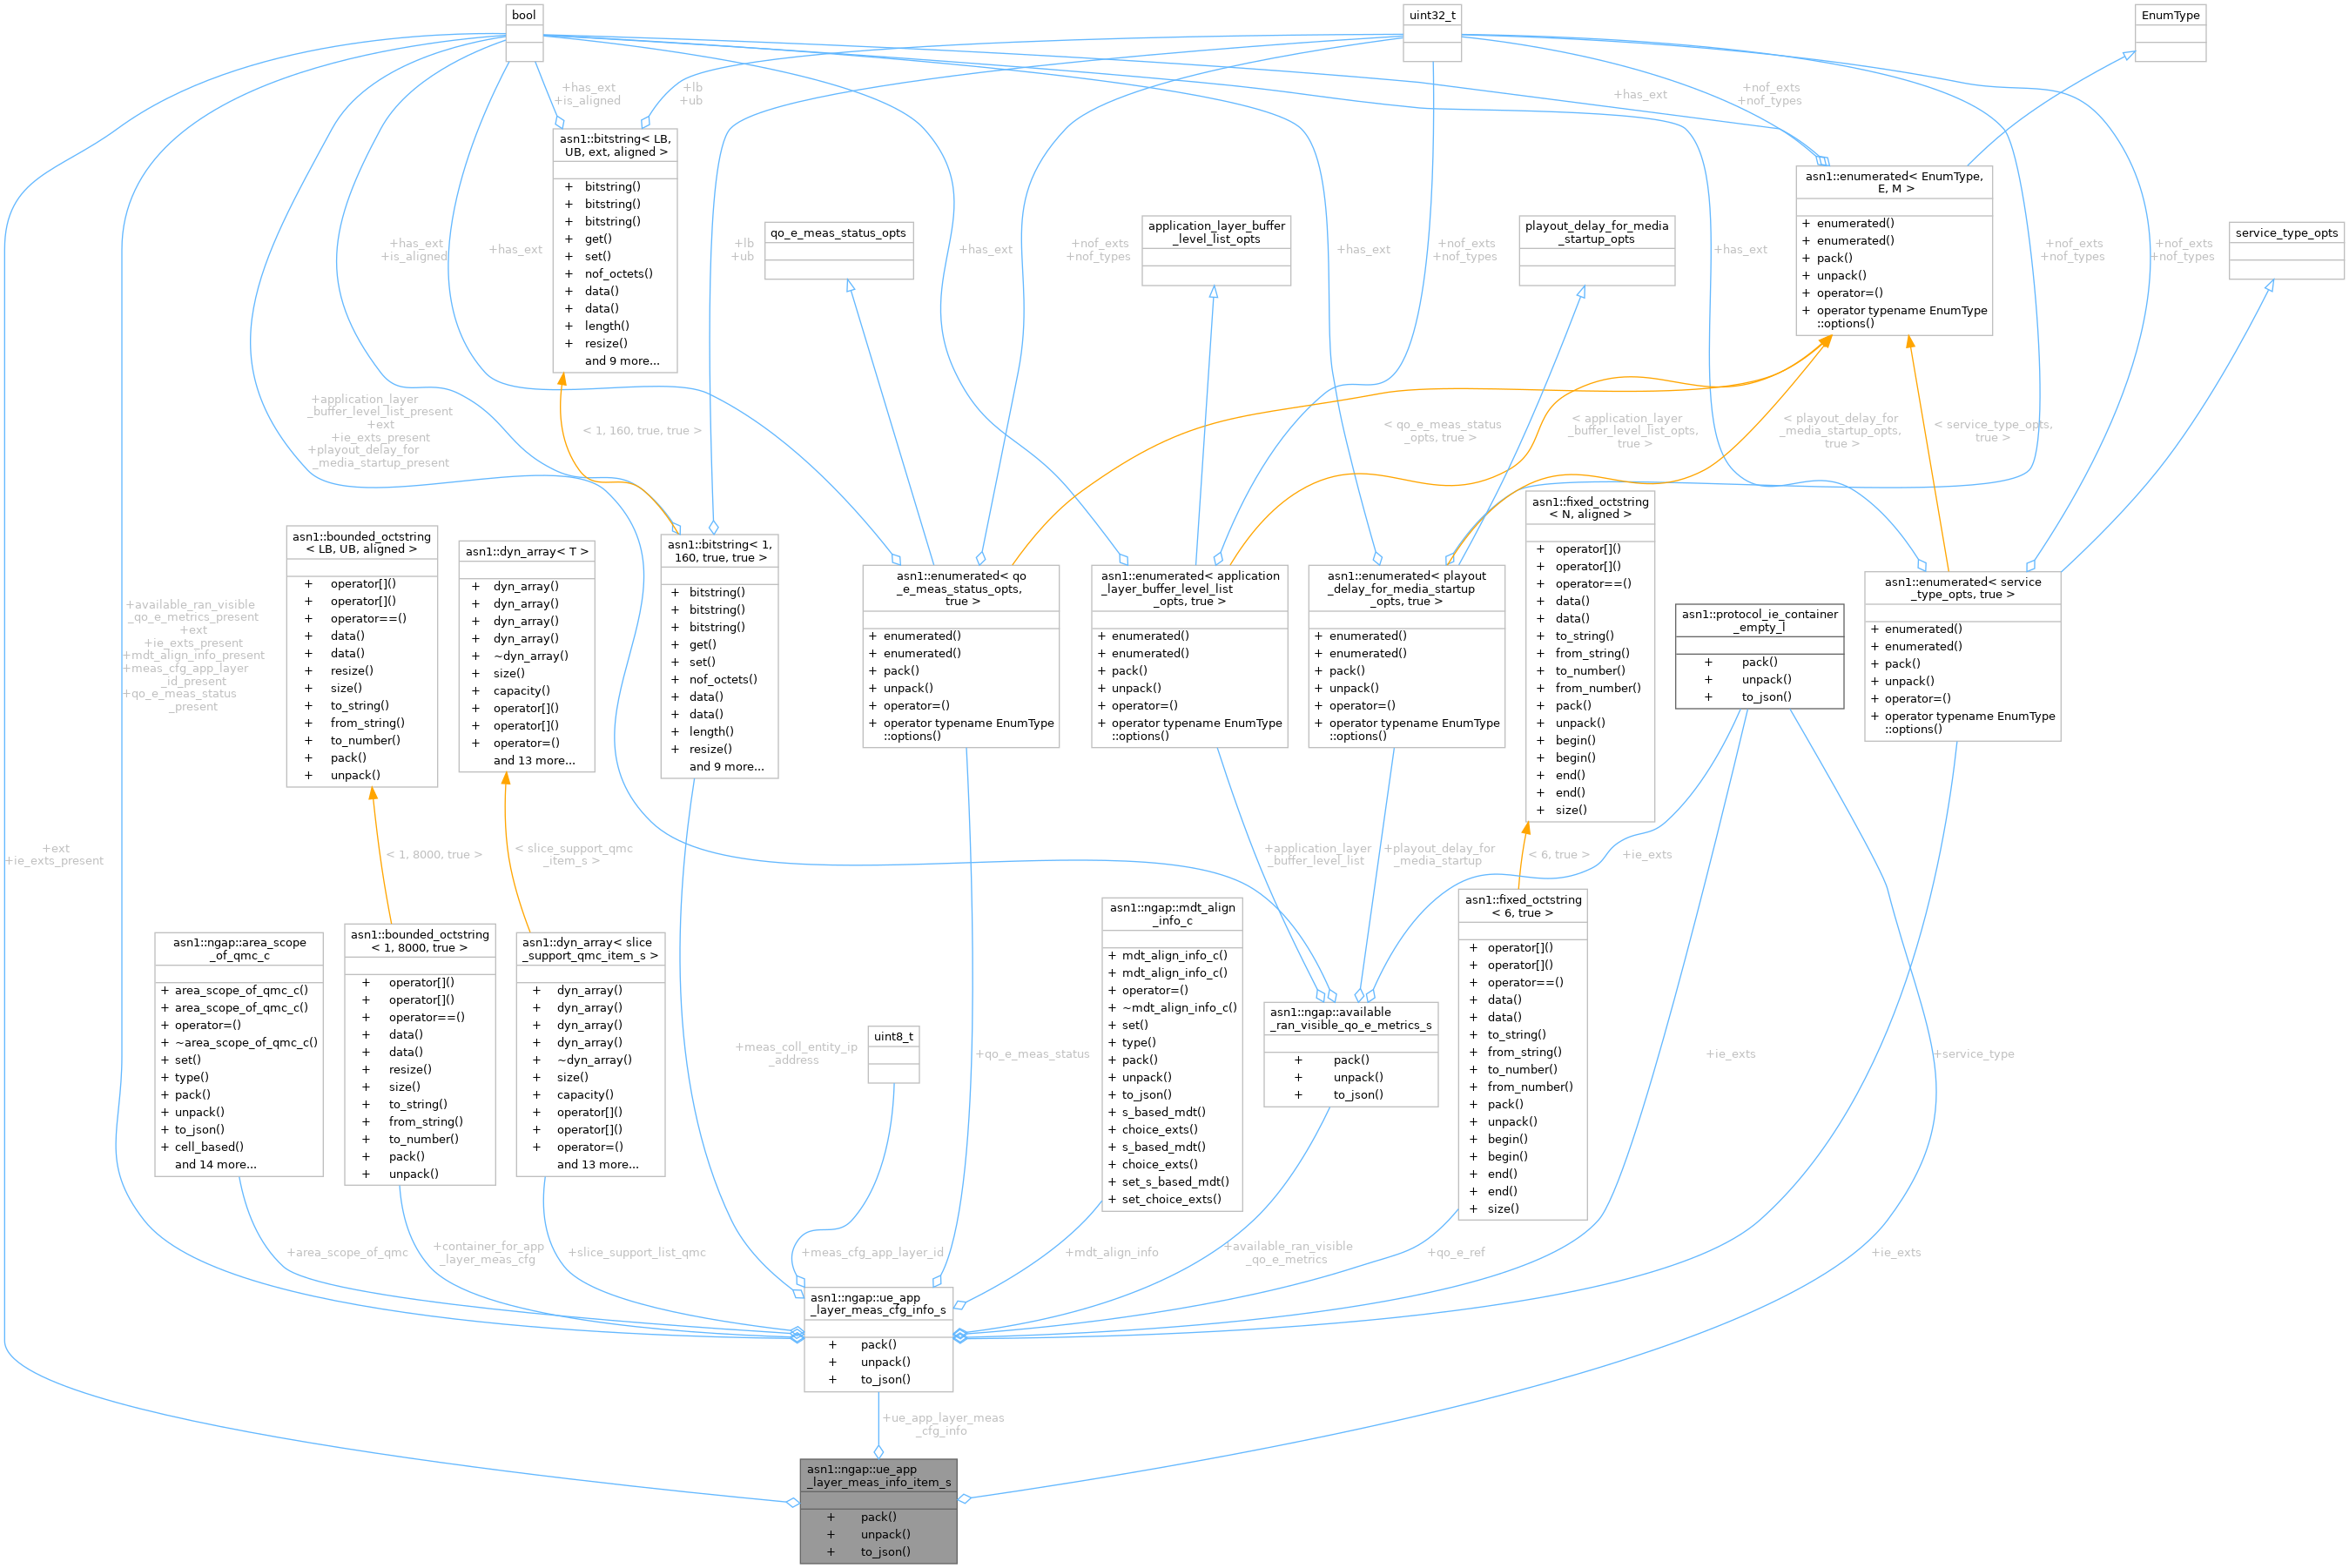 bool
uint32_t
EnumType
+has_ext
+is_aligned
+lb
+ub
+has_ext
+nof_exts
+nof_types
asn1::bitstring< LB,
UB, ext, aligned >
+ bitstring()
+ bitstring()
+ bitstring()
+ get()
+ set()
+ nof_octets()
+ data()
+ data()
+ length()
+ resize()
and 9 more...
asn1::enumerated< EnumType,
E, M >
+ enumerated()
+ enumerated()
+ pack()
+ unpack()
+ operator=()
+ operator typename EnumType
::options()
qo_e_meas_status_opts
application_layer_buffer
_level_list_opts
playout_delay_for_media
_startup_opts
service_type_opts
+has_ext
+is_aligned
+has_ext
+lb
+ub
+has_ext
+nof_exts
+nof_types
+has_ext
+nof_exts
+nof_types
+has_ext
+nof_exts
+nof_types
+nof_exts
+nof_types
+application_layer
_buffer_level_list_present
+ext
+ie_exts_present
+playout_delay_for
_media_startup_present
< 1, 160, true, true >
< qo_e_meas_status
_opts, true >
< application_layer
_buffer_level_list_opts,
true >
< playout_delay_for
_media_startup_opts,
true >
< service_type_opts,
true >
asn1::bounded_octstring
< LB, UB, aligned >
+ operator[]()
+ operator[]()
+ operator==()
+ data()
+ data()
+ resize()
+ size()
+ to_string()
+ from_string()
+ to_number()
+ pack()
+ unpack()
asn1::dyn_array< T >
+ dyn_array()
+ dyn_array()
+ dyn_array()
+ dyn_array()
+ ~dyn_array()
+ size()
+ capacity()
+ operator[]()
+ operator[]()
+ operator=()
and 13 more...
asn1::bitstring< 1,
160, true, true >
+ bitstring()
+ bitstring()
+ bitstring()
+ get()
+ set()
+ nof_octets()
+ data()
+ data()
+ length()
+ resize()
and 9 more...
asn1::enumerated< qo
_e_meas_status_opts,
true >
+ enumerated()
+ enumerated()
+ pack()
+ unpack()
+ operator=()
+ operator typename EnumType
::options()
asn1::enumerated< application
_layer_buffer_level_list
_opts, true >
+ enumerated()
+ enumerated()
+ pack()
+ unpack()
+ operator=()
+ operator typename EnumType
::options()
asn1::enumerated< playout
_delay_for_media_startup
_opts, true >
+ enumerated()
+ enumerated()
+ pack()
+ unpack()
+ operator=()
+ operator typename EnumType
::options()
asn1::fixed_octstring
< N, aligned >
+ operator[]()
+ operator[]()
+ operator==()
+ data()
+ data()
+ to_string()
+ from_string()
+ to_number()
+ from_number()
+ pack()
+ unpack()
+ begin()
+ begin()
+ end()
+ end()
+ size()
asn1::protocol_ie_container
_empty_l
+ pack()
+ unpack()
+ to_json()
asn1::enumerated< service
_type_opts, true >
+ enumerated()
+ enumerated()
+ pack()
+ unpack()
+ operator=()
+ operator typename EnumType
::options()
+available_ran_visible
_qo_e_metrics_present
+ext
+ie_exts_present
+mdt_align_info_present
+meas_cfg_app_layer
_id_present
+qo_e_meas_status
_present
+ext
+ie_exts_present
< 1, 8000, true >
< slice_support_qmc
_item_s >
+application_layer
_buffer_level_list
+playout_delay_for
_media_startup
< 6, true >
+ie_exts
asn1::ngap::area_scope
_of_qmc_c
+ area_scope_of_qmc_c()
+ area_scope_of_qmc_c()
+ operator=()
+ ~area_scope_of_qmc_c()
+ set()
+ type()
+ pack()
+ unpack()
+ to_json()
+ cell_based()
and 14 more...
asn1::bounded_octstring
< 1, 8000, true >
+ operator[]()
+ operator[]()
+ operator==()
+ data()
+ data()
+ resize()
+ size()
+ to_string()
+ from_string()
+ to_number()
+ pack()
+ unpack()
asn1::dyn_array< slice
_support_qmc_item_s >
+ dyn_array()
+ dyn_array()
+ dyn_array()
+ dyn_array()
+ ~dyn_array()
+ size()
+ capacity()
+ operator[]()
+ operator[]()
+ operator=()
and 13 more...
+meas_coll_entity_ip
_address
uint8_t
+qo_e_meas_status
asn1::ngap::mdt_align
_info_c
+ mdt_align_info_c()
+ mdt_align_info_c()
+ operator=()
+ ~mdt_align_info_c()
+ set()
+ type()
+ pack()
+ unpack()
+ to_json()
+ s_based_mdt()
+ choice_exts()
+ s_based_mdt()
+ choice_exts()
+ set_s_based_mdt()
+ set_choice_exts()
asn1::ngap::available
_ran_visible_qo_e_metrics_s
+ pack()
+ unpack()
+ to_json()
asn1::fixed_octstring
< 6, true >
+ operator[]()
+ operator[]()
+ operator==()
+ data()
+ data()
+ to_string()
+ from_string()
+ to_number()
+ from_number()
+ pack()
+ unpack()
+ begin()
+ begin()
+ end()
+ end()
+ size()
+ie_exts
+service_type
+area_scope_of_qmc
+container_for_app
_layer_meas_cfg
+slice_support_list_qmc
+meas_cfg_app_layer_id
+mdt_align_info
+available_ran_visible
_qo_e_metrics
+qo_e_ref
+ie_exts
asn1::ngap::ue_app
_layer_meas_cfg_info_s
+ pack()
+ unpack()
+ to_json()
+ue_app_layer_meas
_cfg_info
asn1::ngap::ue_app
_layer_meas_info_item_s
+ pack()
+ unpack()
+ to_json()